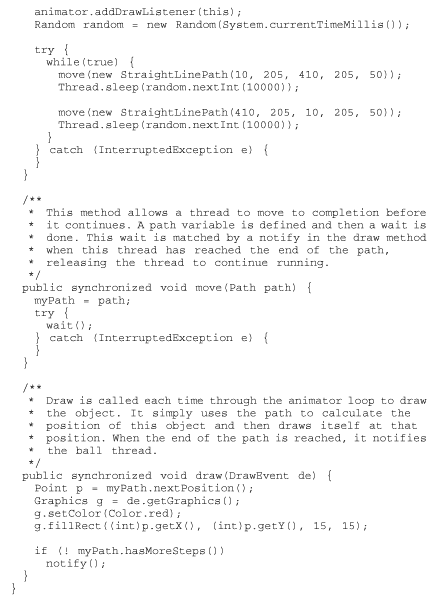 animator.addDrawListener(this);
Random random = new Random(System.currentTimeMillis());

try {
while(true) {
move(new StraightLinePath(10, 205, 410, 205, 50));
Thread.sleep(random.nextInt(10000));

move(new StraightLinePath(410, 205, 10, 205, 50));
Thread.sleep(random.nextInt(10000));
}
} catch (InterruptedException e) {
}
}

/**
* This method allows a thread to move to completion before
* it continues. A path variable is defined and then a wait is
* done. This wait is matched by a notify in the draw method
* when this thread has reached the end of the path,
* releasing the thread to continue running.
*/
public synchronized void move(Path path) {
myPath = path;
try {
wait();
} catch (InterruptedException e) {
}
}

/**
* Draw is called each time through the animator loop to draw
* the object. It simply uses the path to calculate the
* position of this object and then draws itself at that
* position. When the end of the path is reached, it notifies
* the ball thread.
*/
public synchronized void draw(DrawEvent de) {
Point p = myPath.nextPosition();
Graphics g = de.getGraphics();
g.setColor(Color.red);
g.fillRect((int)p.getX(), (int)p.getY(), 15, 15);

if (! myPath.hasMoreSteps())
notify();
}
}